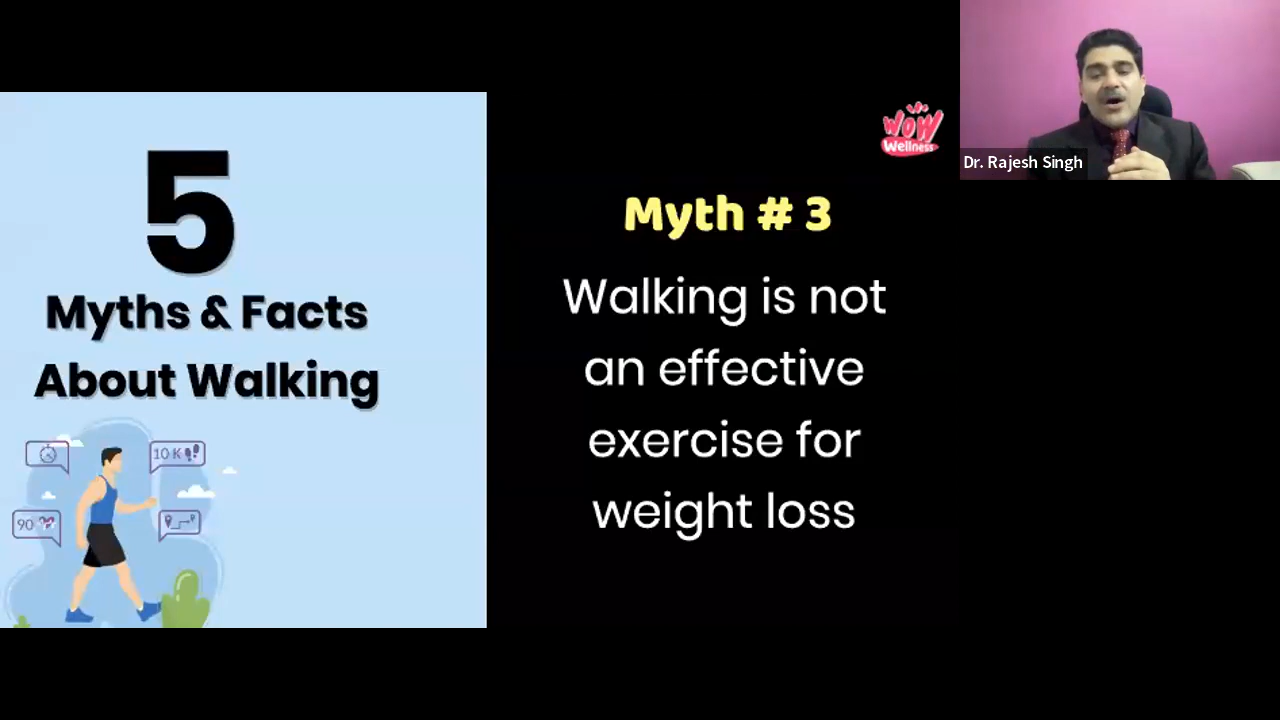 5
Myths & Facts
About Walking
10 K
90
WOW
Wellness
Myth # 3
Walking is not
an effective
exercise for
weight loss
Dr. Rajesh Singh